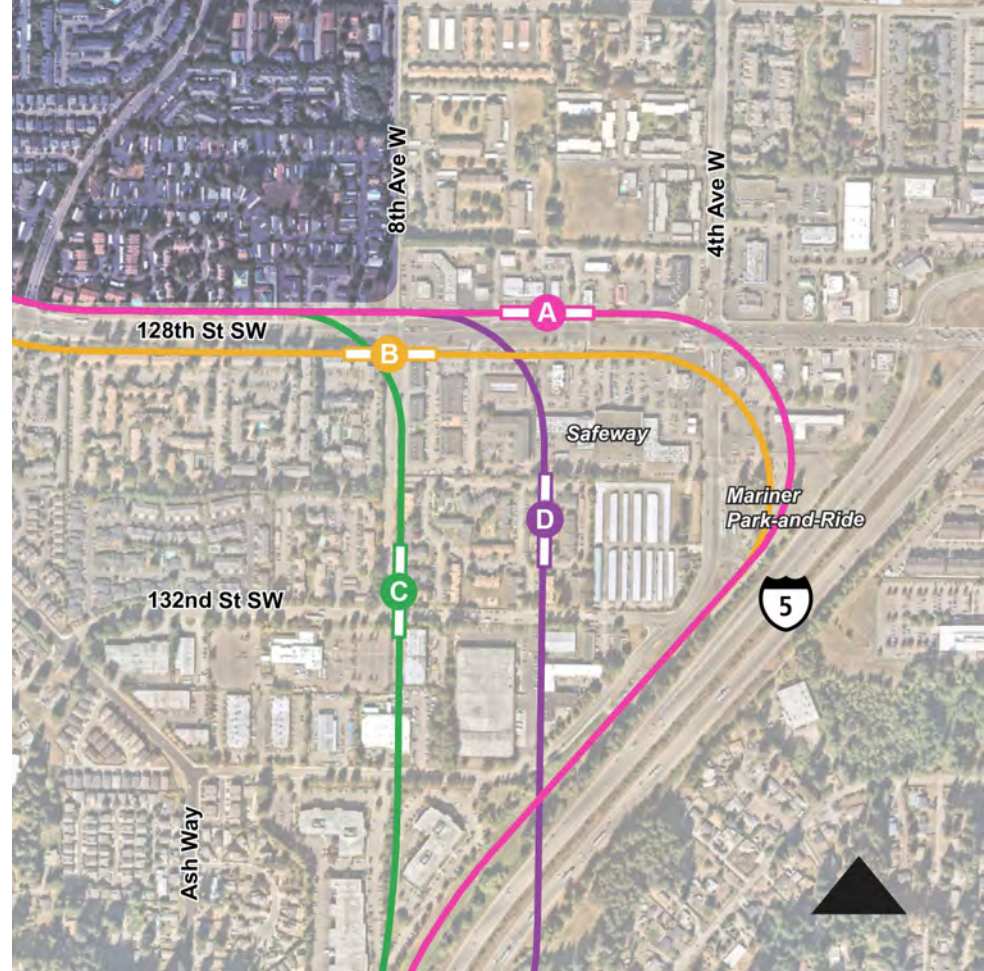 8th Ave W
4th Ave W
A
128th St SW
B
Safeway
Mariner
Park-and-Ride
D
C
132nd St SW
5
Ash Way